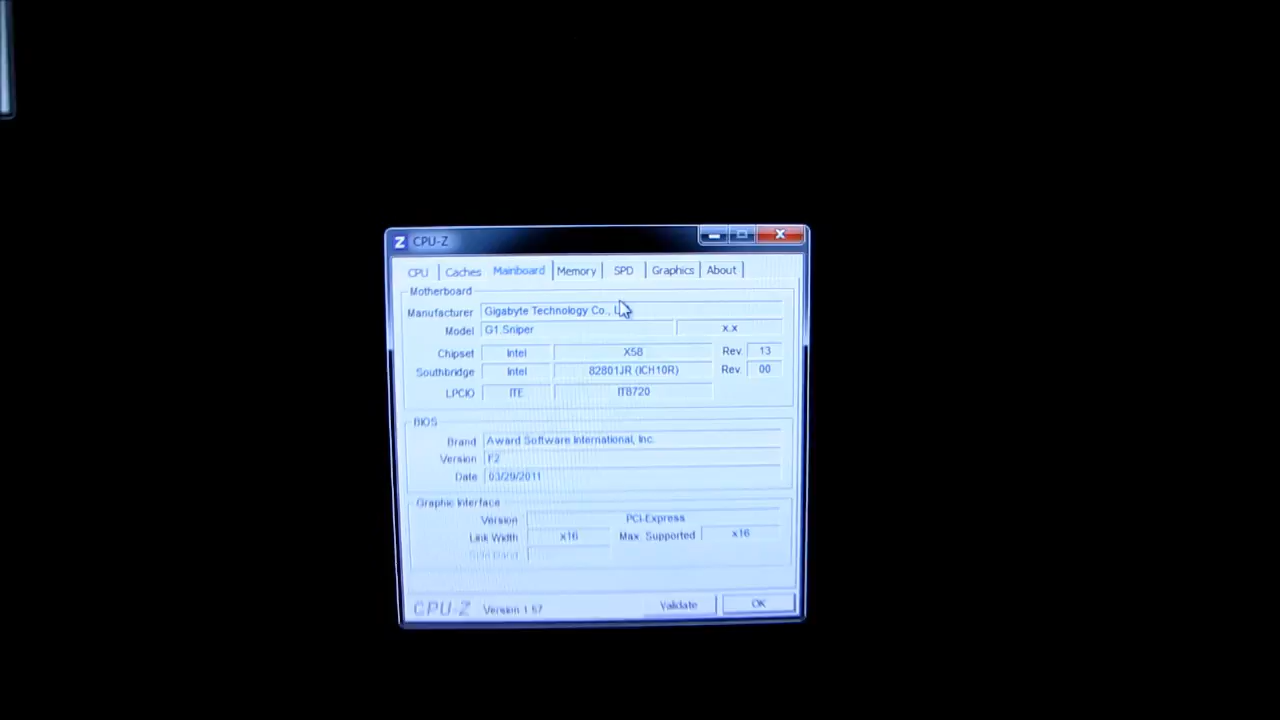 CPU-Z
CPU Caches Mainboard Memory SPD Graphics About
Motherboard
Manufacturer Gigabyte Technology Co.,
Model G1.Sniper x.x
Chipset Intel X58 Rev. 13
Southbridge Intel 82801JR (ICH10R) Rev. 00
LPCIO ITE IT8720
BIOS
Brand Award Software International, Inc.
Version F2
Date 03/29/2011
Graphic Interface
Version PCI-Express
Link Width x16 Max. Supported x16
CPU-Z Version 1.57 Validate OK